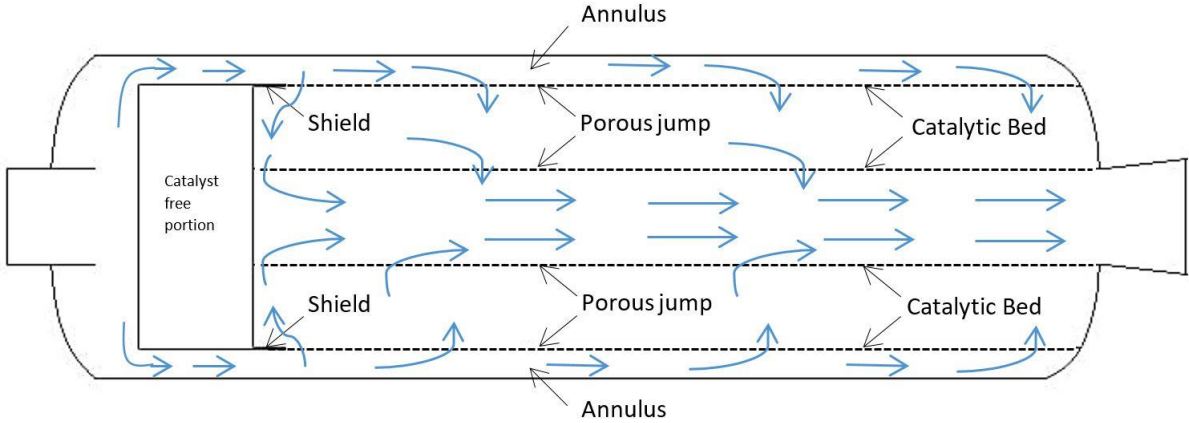 Annulus
Shield
Porous jump
Catalytic Bed
Catalyst
free
portion
Shield
Porous jump
Catalytic Bed
Annulus